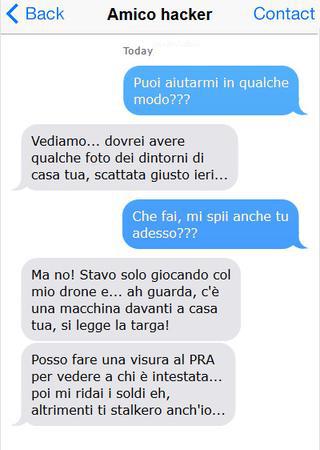 Back Amico hacker Contact
Today
Puoi aiutarmi in qualche
modo???
Vediamo... dovrei avere
qualche foto dei dintorni di
casa tua, scattata giusto ieri...
Che fai, mi spii anche tu
adesso???
Ma no! Stavo solo giocando col
mio drone e... ah guarda, c'è
una macchina davanti a casa
tua, si legge la targa!
Posso fare una visura al PRA
per vedere a chi è intestata...
poi mi ridai i soldi eh,
altrimenti ti stalkero anch'io...